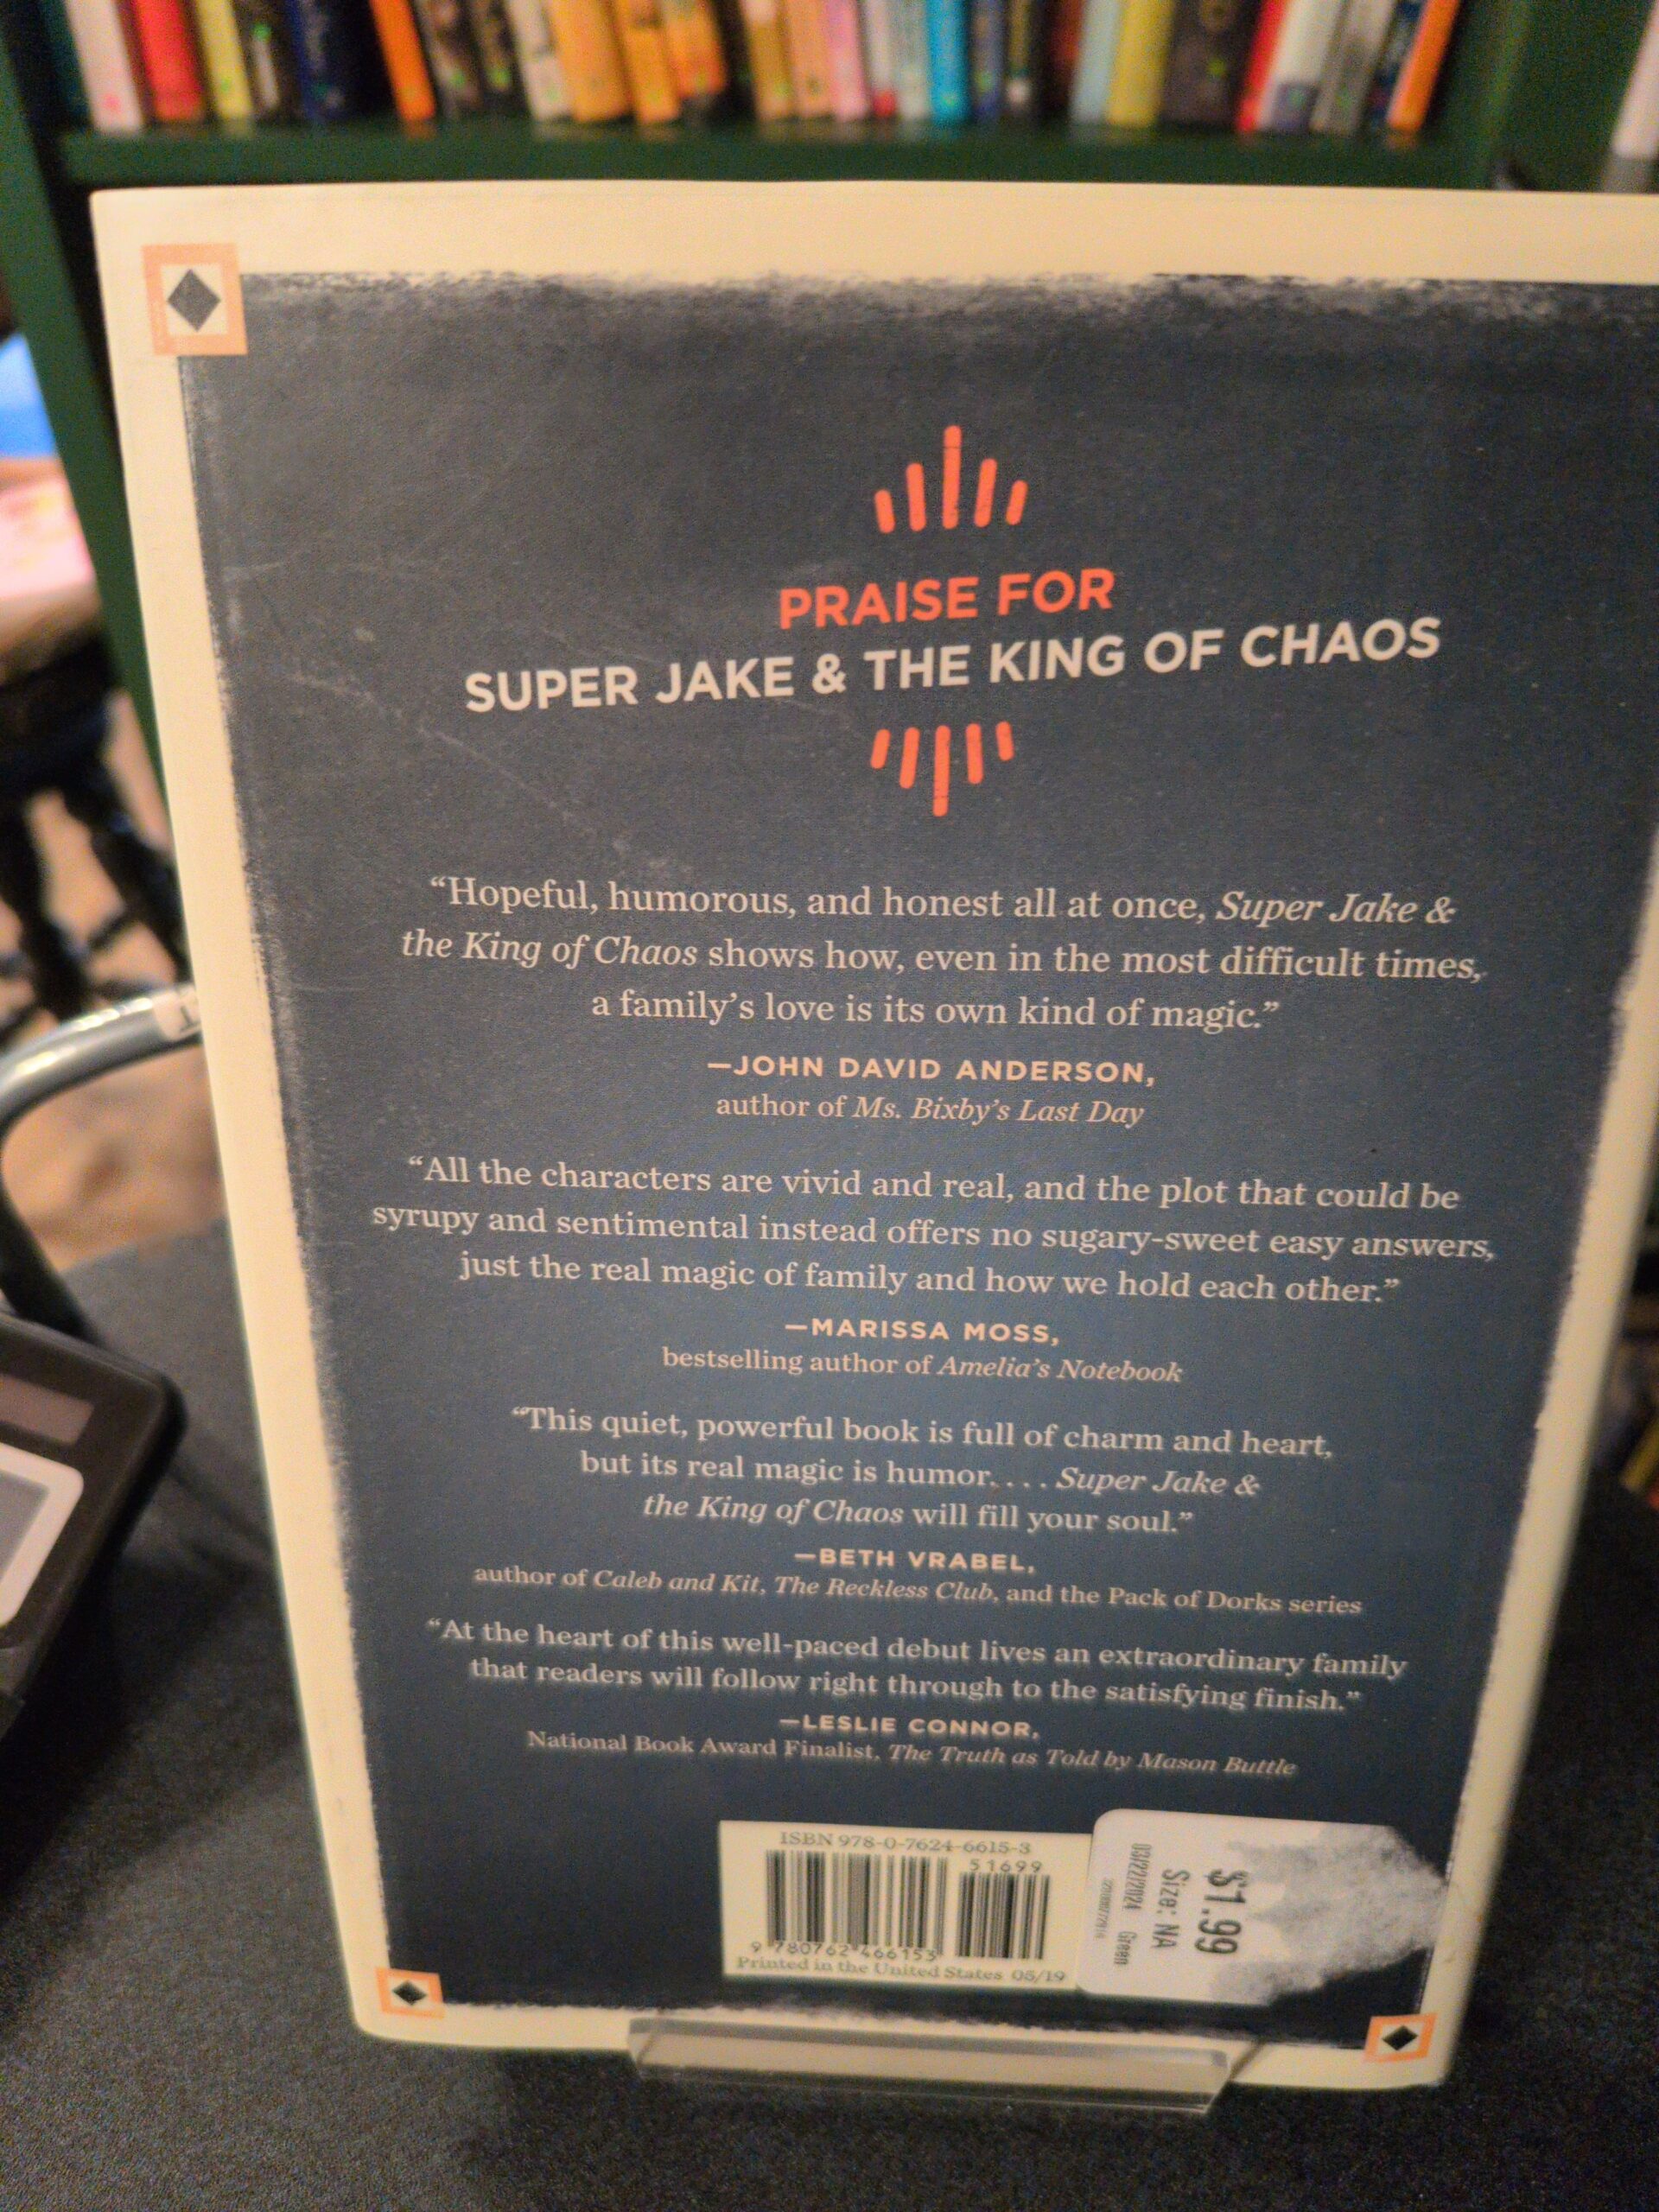 PRAISE FOR
SUPER JAKE & THE KING OF CHAOS
“Hopeful, humorous, and honest all at once, Super Jake &
the King of Chaos shows how, even in the most difficult times,
a family’s love is its own kind of magic.”
—JOHN DAVID ANDERSON,
author of Ms. Bixby’s Last Day
“All the characters are vivid and real, and the plot that could be
syrupy and sentimental instead offers no sugary-sweet easy answers,
just the real magic of family and how we hold each other.”
—MARISSA MOSS,
bestselling author of Amelia’s Notebook
“This quiet, powerful book is full of charm and heart,
but its real magic is humor. . . . Super Jake &
the King of Chaos will fill your soul.”
—BETH VRABEL,
author of Caleb and Kit, The Reckless Club, and the Pack of Dorks series
“At the heart of this well-paced debut lives an extraordinary family
that readers will follow right through to the satisfying finish.”
—LESLIE CONNOR,
National Book Award Finalist, The Truth as Told by Mason Buttle
ISBN 978-0-7624-6615-3
51699
9 780762 466153
Printed in the United States 05/19
$1.99
Size: NA
03/22/2024 Green